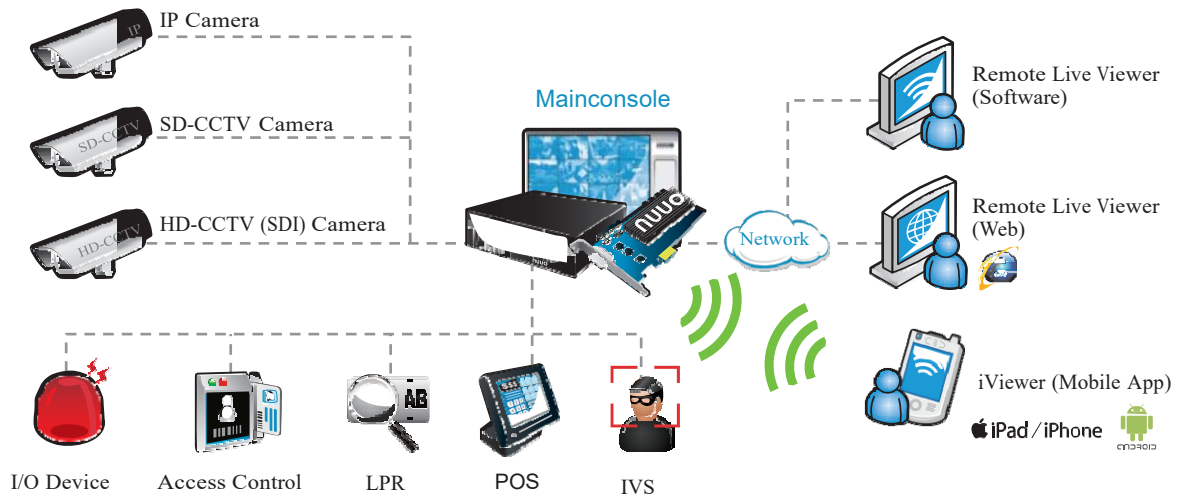 IP Camera
IP
SD-CCTV Camera
SD-CCTV
HD-CCTV (SDI) Camera
HD-CCTV
Mainconsole
nuuo
NUUO
Network
Remote Live Viewer
(Software)
Remote Live Viewer
(Web)
iViewer (Mobile App)
iPad / iPhone
ANDROID
AB
I/O Device
Access Control
LPR
POS
IVS